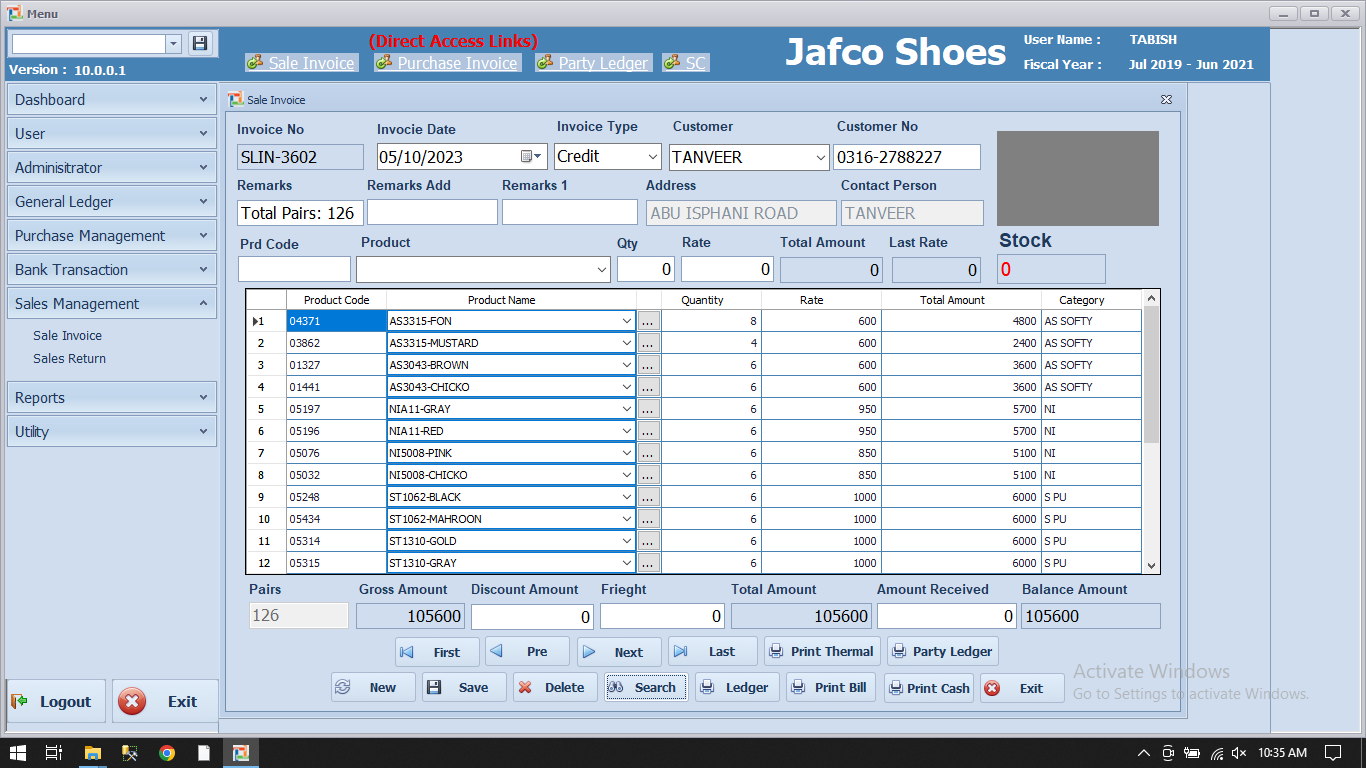 Menu
(Direct Access Links)
Sale Invoice Purchase Invoice Party Ledger SC
Jafco Shoes
User Name : TABISH
Fiscal Year : Jul 2019 - Jun 2021
Version : 10.0.0.1
Dashboard
User
Adminisitrator
General Ledger
Purchase Management
Bank Transaction
Sales Management
Sale Invoice
Sales Return
Reports
Utility
Logout Exit
Sale Invoice
Invoice No Invocie Date Invoice Type Customer Customer No
SLIN-3602 05/10/2023 Credit TANVEER 0316-2788227
Remarks Remarks Add Remarks 1 Address Contact Person
Total Pairs: 126 ABU ISPHANI ROAD TANVEER
Prd Code Product Qty Rate Total Amount Last Rate Stock
0 0 0 0 0
Product Code Product Name Quantity Rate Total Amount Category
1 04371 AS3315-FON ... 8 600 4800 AS SOFTY
2 03862 AS3315-MUSTARD ... 4 600 2400 AS SOFTY
3 01327 AS3043-BROWN ... 6 600 3600 AS SOFTY
4 01441 AS3043-CHICKO ... 6 600 3600 AS SOFTY
5 05197 NIA11-GRAY ... 6 950 5700 NI
6 05196 NIA11-RED ... 6 950 5700 NI
7 05076 NI5008-PINK ... 6 850 5100 NI
8 05032 NI5008-CHICKO ... 6 850 5100 NI
9 05248 ST1062-BLACK ... 6 1000 6000 S PU
10 05434 ST1062-MAHROON ... 6 1000 6000 S PU
11 05314 ST1310-GOLD ... 6 1000 6000 S PU
12 05315 ST1310-GRAY ... 6 1000 6000 S PU
Pairs Gross Amount Discount Amount Frieght Total Amount Amount Received Balance Amount
126 105600 0 0 105600 0 105600
First Pre Next Last Print Thermal Party Ledger
New Save Delete Search Ledger Print Bill Print Cash Exit
Activate Windows
Go to Settings to activate Windows.
10:35 AM